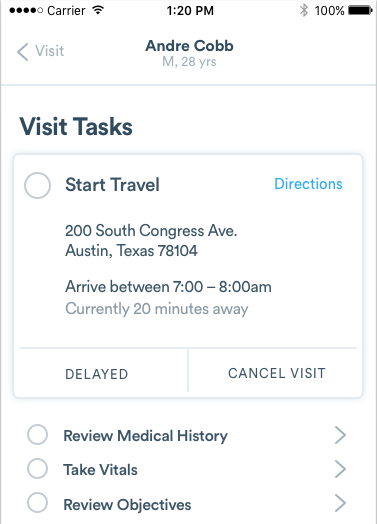 Carrier 1:20 PM 100%
Visit
Andre Cobb
M, 28 yrs
Visit Tasks
Start Travel Directions
200 South Congress Ave.
Austin, Texas 78104
Arrive between 7:00 – 8:00am
Currently 20 minutes away
DELAYED CANCEL VISIT
Review Medical History
Take Vitals
Review Objectives